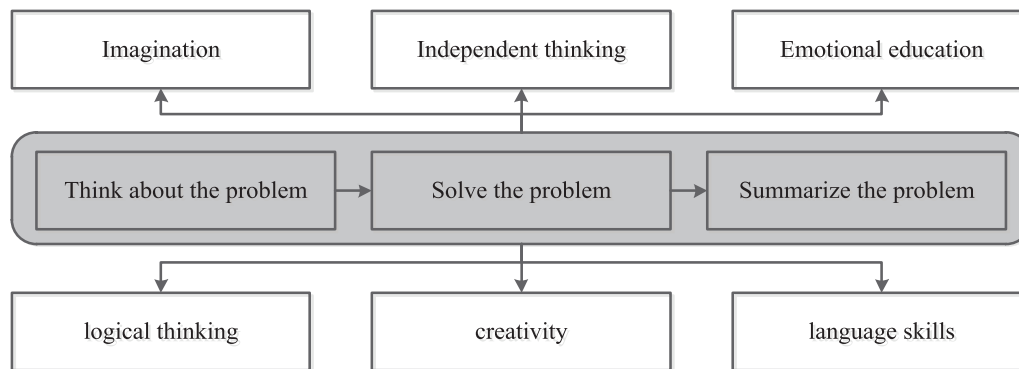 Imagination
Independent thinking
Emotional education
Think about the problem
Solve the problem
Summarize the problem
logical thinking
creativity
language skills